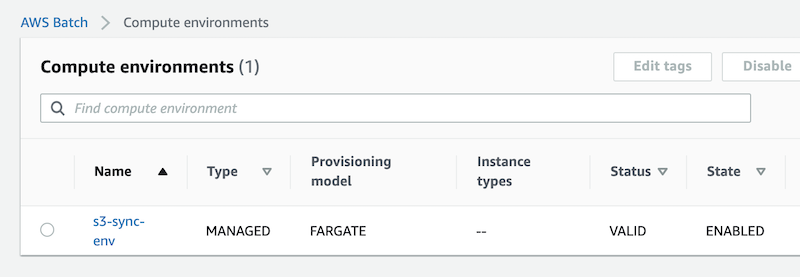 AWS Batch > Compute environments
Compute environments (1)
Edit tags
Disable
Find compute environment
Name Type Provisioning model Instance types Status State
s3-sync-env MANAGED FARGATE -- VALID ENABLED